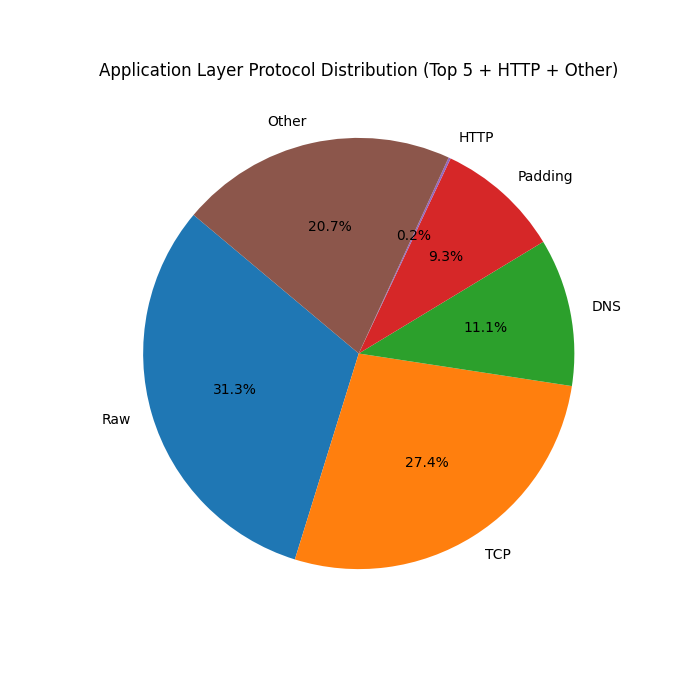 Application Layer Protocol Distribution (Top 5 + HTTP + Other)
Other
HTTP
Padding
20.7%
0.2%
9.3%
DNS
11.1%
31.3%
Raw
27.4%
TCP